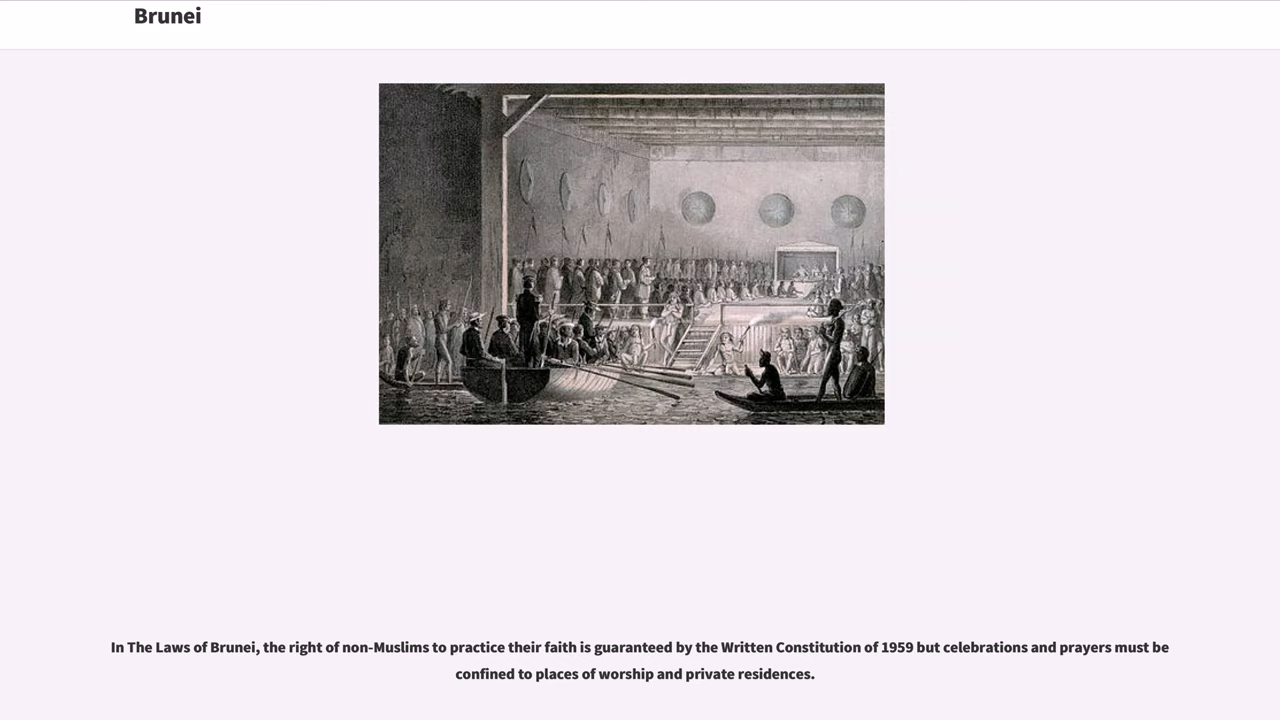 Brunei
In The Laws of Brunei, the right of non-Muslims to practice their faith is guaranteed by the Written Constitution of 1959 but celebrations and prayers must be
confined to places of worship and private residences.